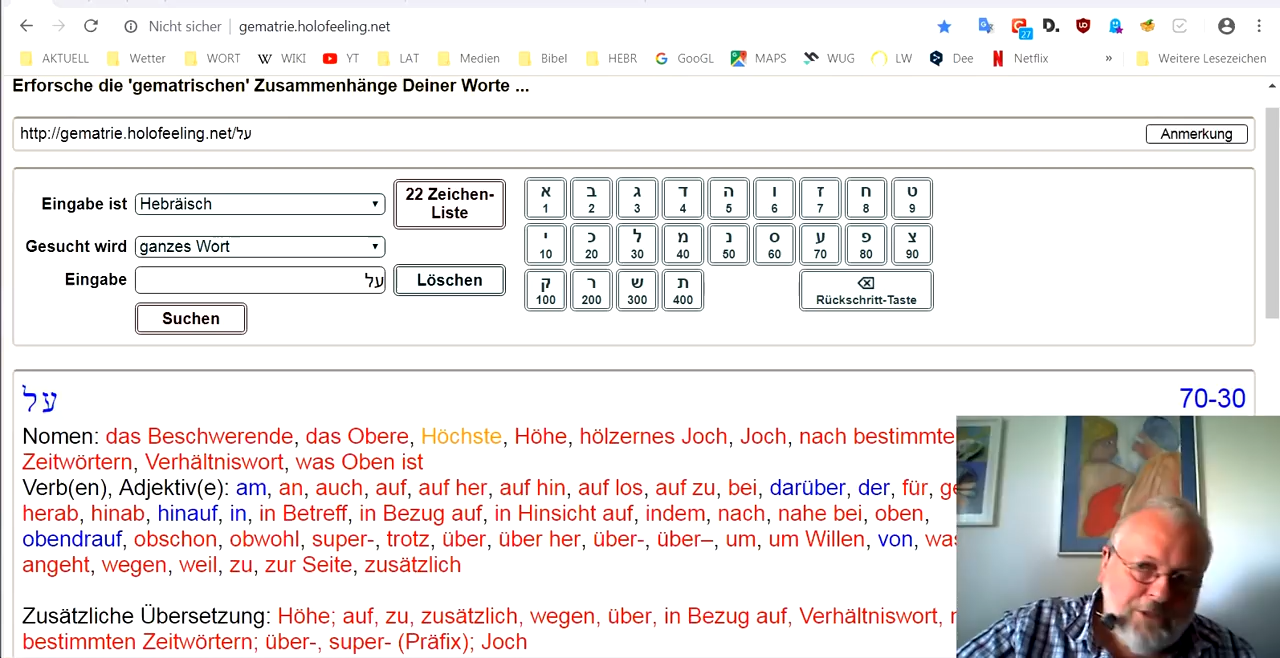 Nicht sicher | gematrie.holofeeling.net
27
AKTUELL Wetter WORT WIKI YT LAT Medien Bibel HEBR GooGL MAPS WUG LW Dee Netflix » Weitere Lesezeichen
Erforsche die 'gematrischen' Zusammenhänge Deiner Worte ...
http://gematrie.holofeeling.net/על Anmerkung
Eingabe ist Hebräisch
22 Zeichen-
Liste
א ב ג ד ה ו ז ח ט
1 2 3 4 5 6 7 8 9
Gesucht wird ganzes Wort
י כ ל מ נ ס ע פ צ
10 20 30 40 50 60 70 80 90
Eingabe על Löschen
ק ר ש ת
100 200 300 400 Rückschritt-Taste
Suchen
על 70-30
Nomen: das Beschwerende, das Obere, Höchste, Höhe, hölzernes Joch, Joch, nach bestimmte
Zeitwörtern, Verhältniswort, was Oben ist
Verb(en), Adjektiv(e): am, an, auch, auf, auf her, auf hin, auf los, auf zu, bei, darüber, der, für, ge
herab, hinab, hinauf, in, in Betreff, in Bezug auf, in Hinsicht auf, indem, nach, nahe bei, oben,
obendrauf, obschon, obwohl, super-, trotz, über, über her, über-, über–, um, um Willen, von, was
angeht, wegen, weil, zu, zur Seite, zusätzlich
Zusätzliche Übersetzung: Höhe; auf, zu, zusätzlich, wegen, über, in Bezug auf, Verhältniswort,
bestimmten Zeitwörtern; über-, super- (Präfix); Joch